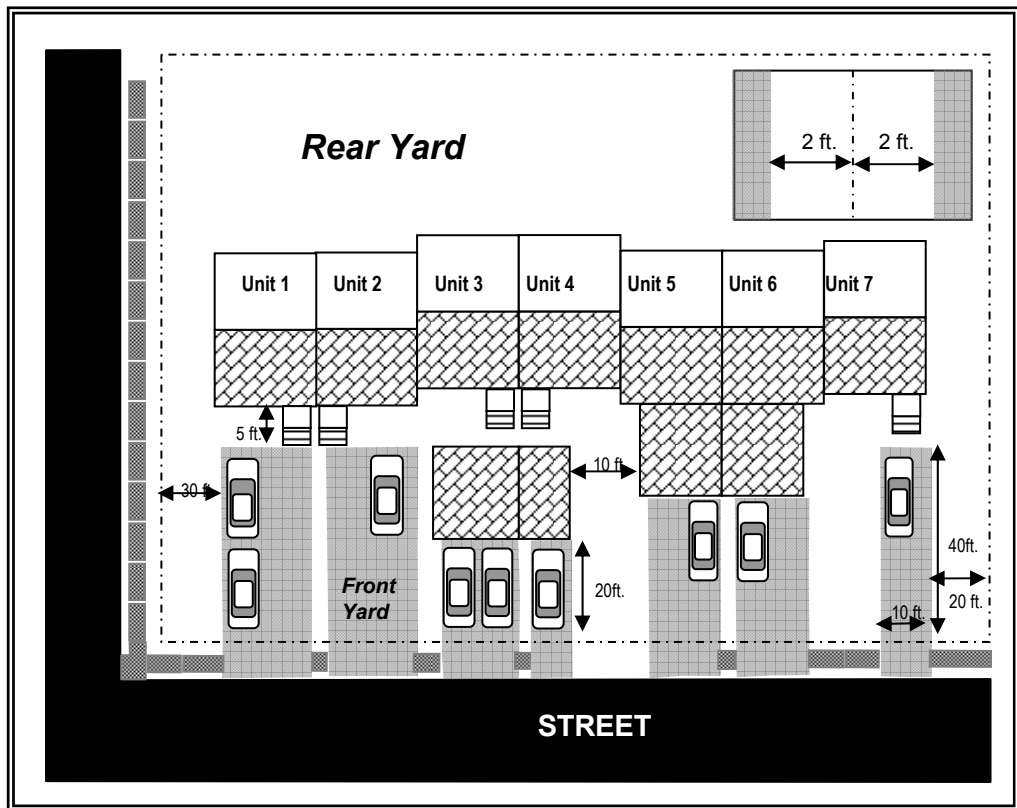 2 ft. 2 ft.
Rear Yard
Unit 1 Unit 2 Unit 3 Unit 4 Unit 5 Unit 6 Unit 7
5 ft.
30 ft.
10 ft.
40ft.
Front
Yard
20ft.
20 ft.
10 ft.
STREET